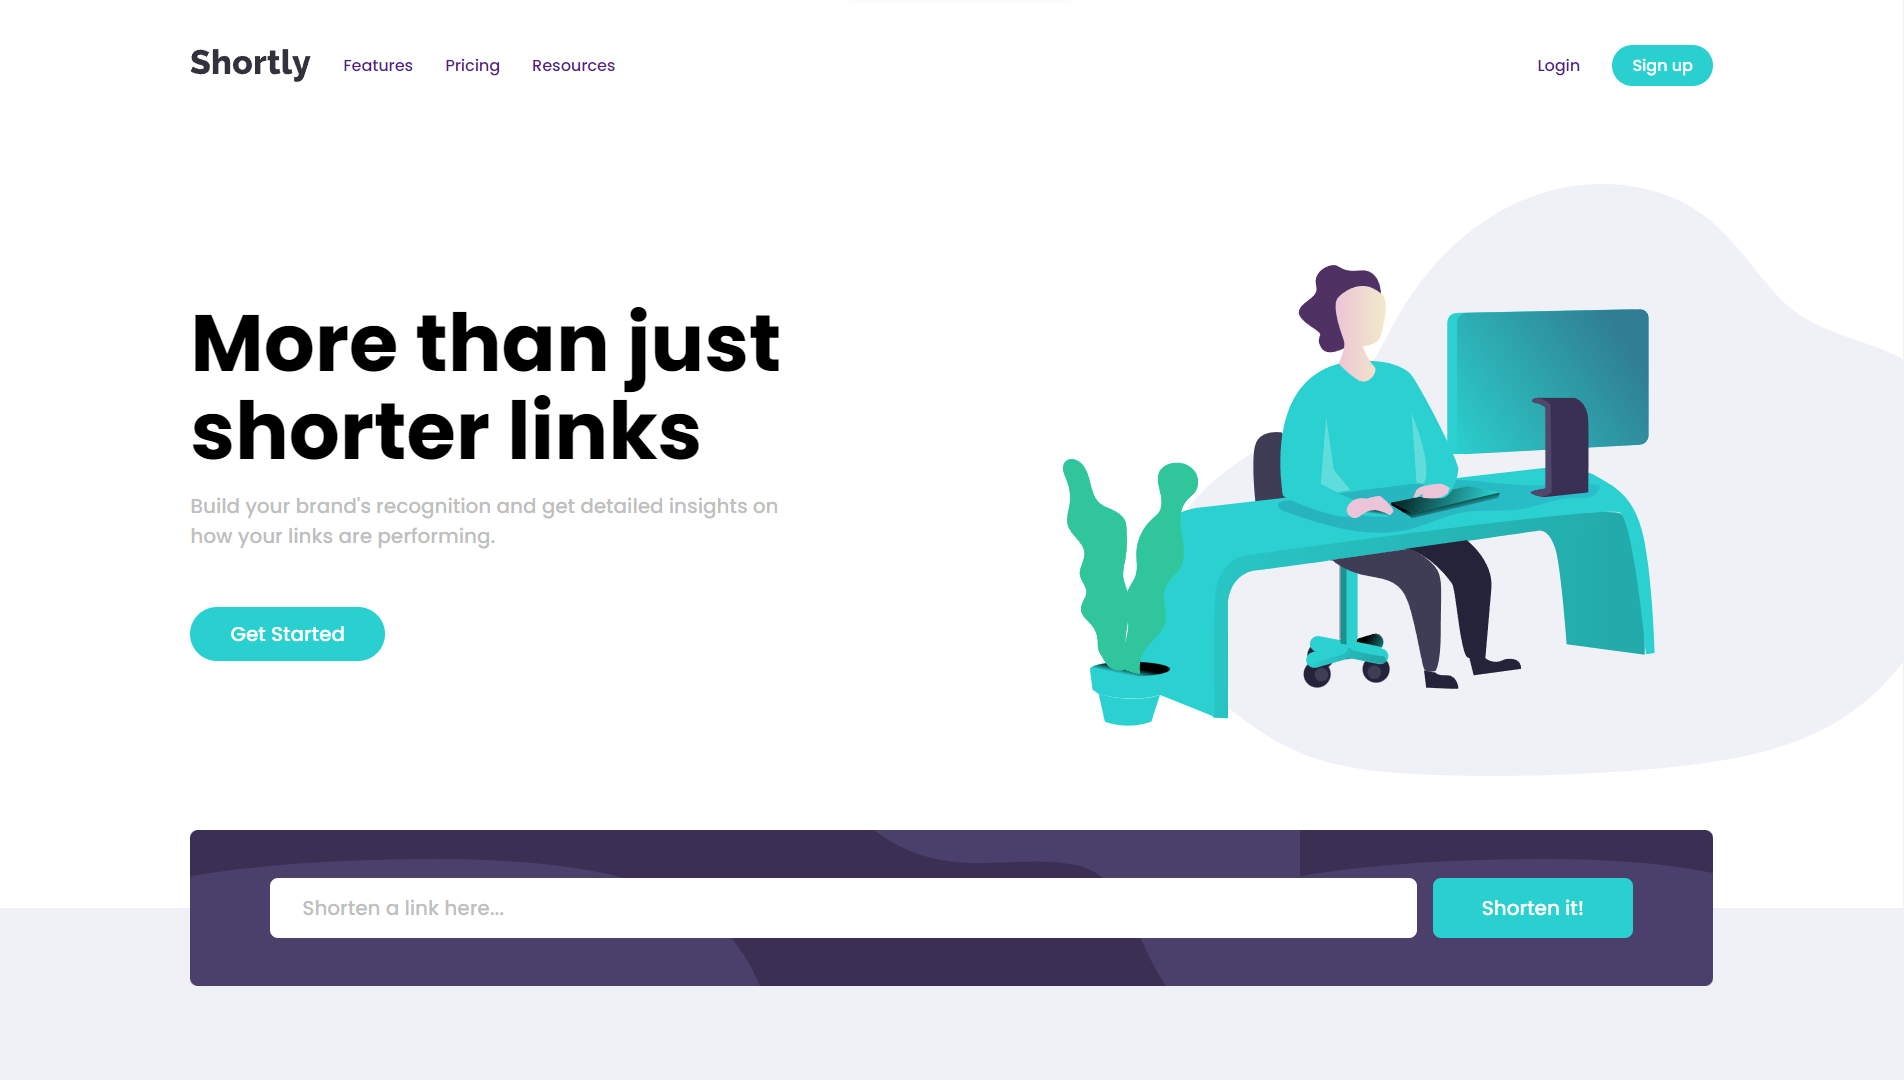 Shortly Features Pricing Resources Login Sign up
More than just
shorter links
Build your brand's recognition and get detailed insights on
how your links are performing.
Get Started
Shorten a link here...
Shorten it!